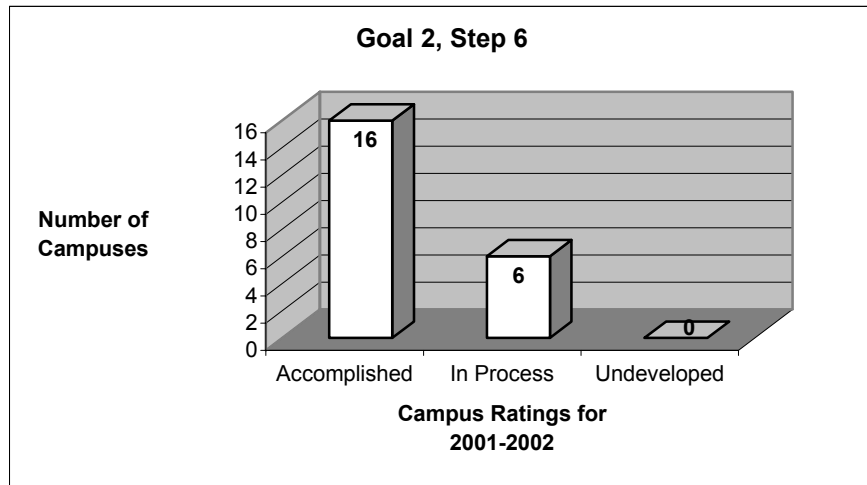 Goal 2, Step 6
Number of
Campuses
16
14
12
10
8
6
4
2
0
16
6
0
Accomplished
In Process
Undeveloped
Campus Ratings for
2001-2002